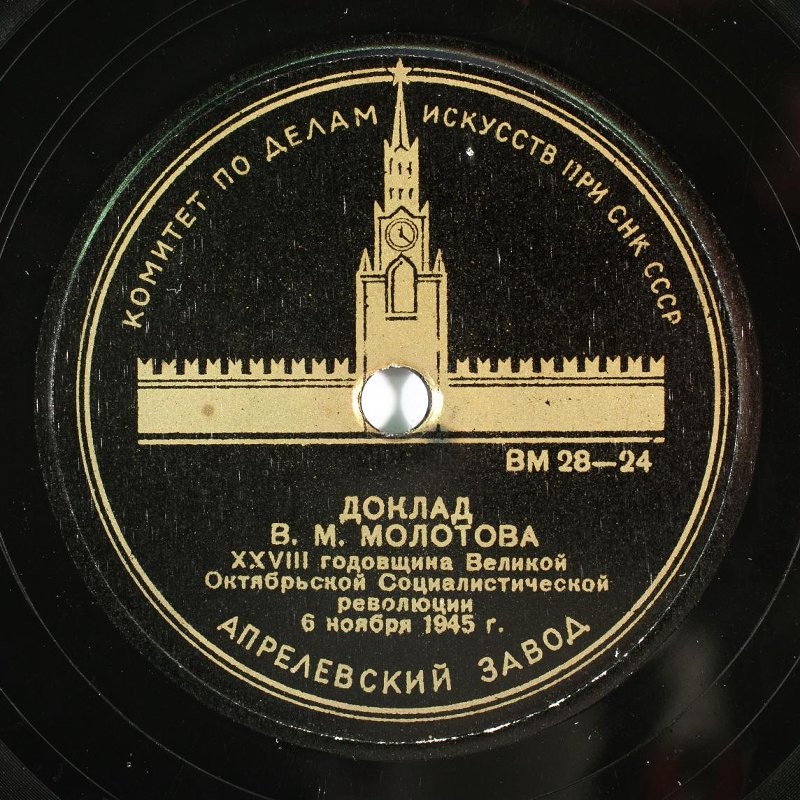 КОМИТЕТ ПО ДЕЛАМ ИСКУССТВ ПРИ СНК СССР
ВМ 28—24
ДОКЛАД
В. М. МОЛОТОВА
XXVIII годовщина Великой
Октябрьской Социалистической
революции
6 ноября 1945 г.
АПРЕЛЕВСКИЙ ЗАВОД